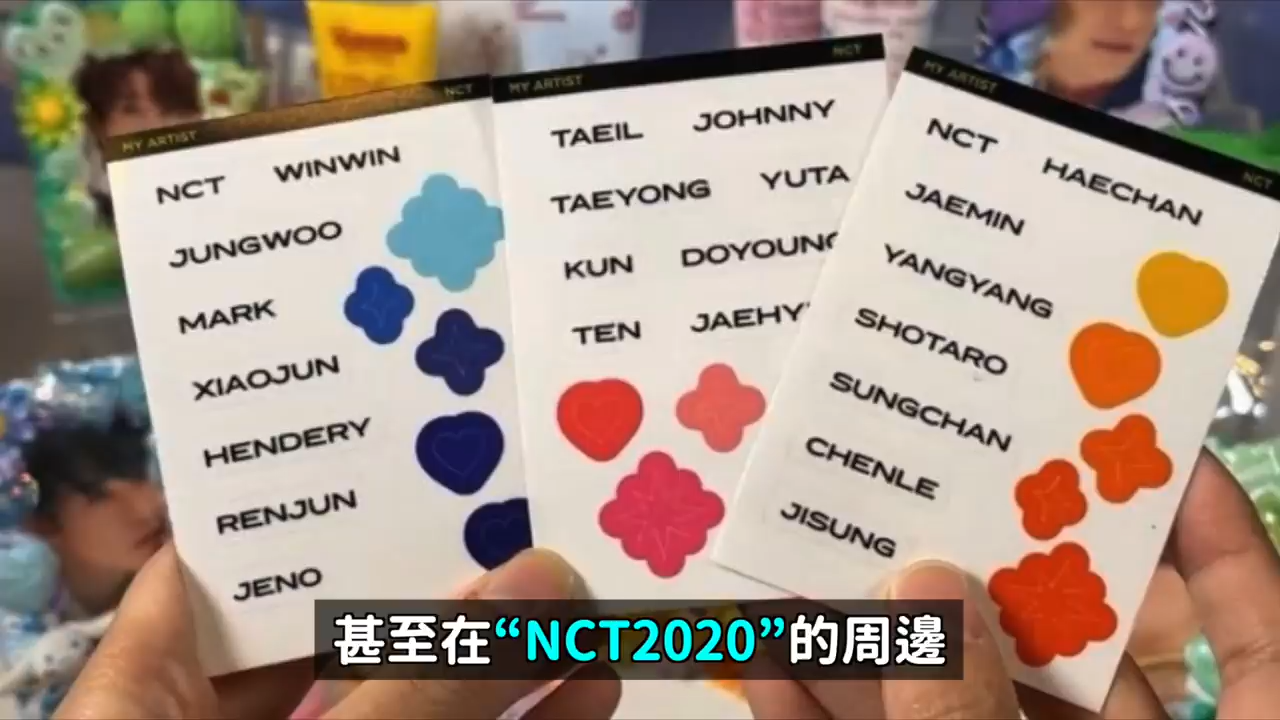 MY ARTIST NCT
NCT WINWIN
JUNGWOO
MARK
XIAOJUN
HENDERY
RENJUN
JENO
MY ARTIST NCT
TAEIL JOHNNY
TAEYONG YUTA
KUN DOYOUNG
TEN JAEHY
MY ARTIST NCT
NCT HAECHAN
JAEMIN
YANGYANG
SHOTARO
SUNGCHAN
CHENLE
JISUNG
甚至在“NCT2020”的周邊